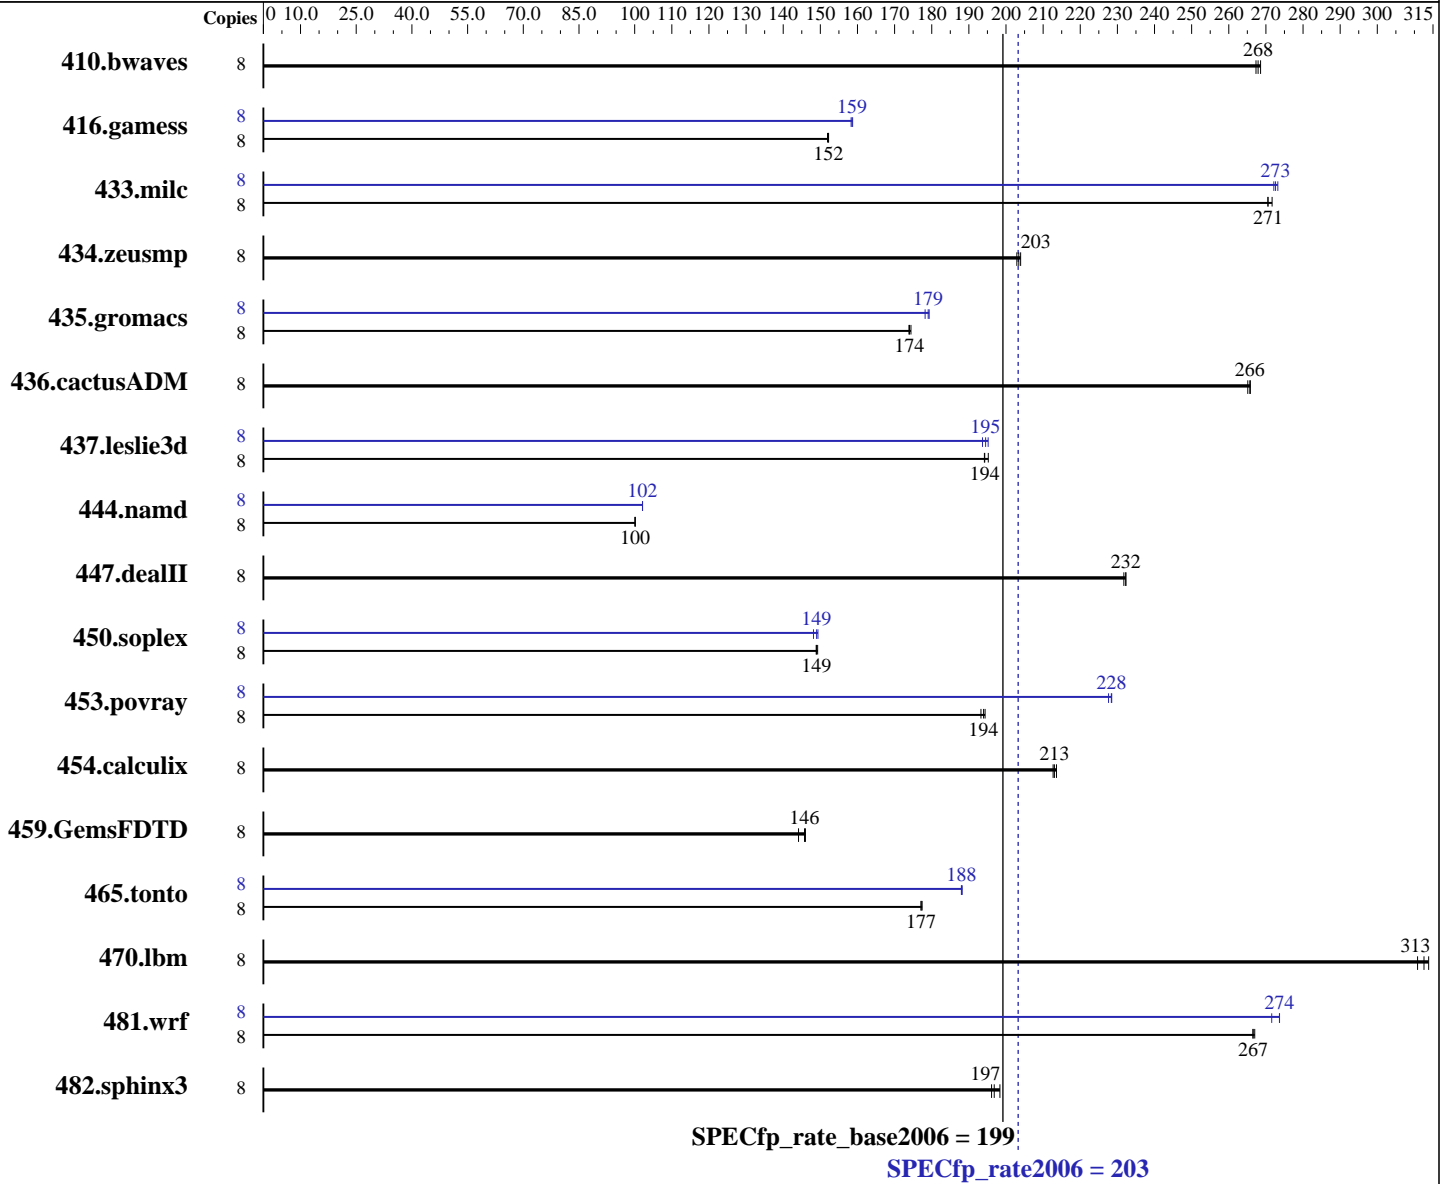 Copies 0 10.0 25.0 40.0 55.0 70.0 85.0 100 110 120 130 140 150 160 170 180 190 200 210 220 230 240 250 260 270 280 290 300 315
410.bwaves 8 268
416.gamess 8 159
8 152
433.milc 8 273
8 271
434.zeusmp 8 203
435.gromacs 8 179
8 174
436.cactusADM 8 266
437.leslie3d 8 195
8 194
444.namd 8 102
8 100
447.dealII 8 232
450.soplex 8 149
8 149
453.povray 8 228
8 194
454.calculix 8 213
459.GemsFDTD 8 146
465.tonto 8 188
8 177
470.lbm 8 313
481.wrf 8 274
8 267
482.sphinx3 8 197
SPECfp_rate_base2006 = 199
SPECfp_rate2006 = 203